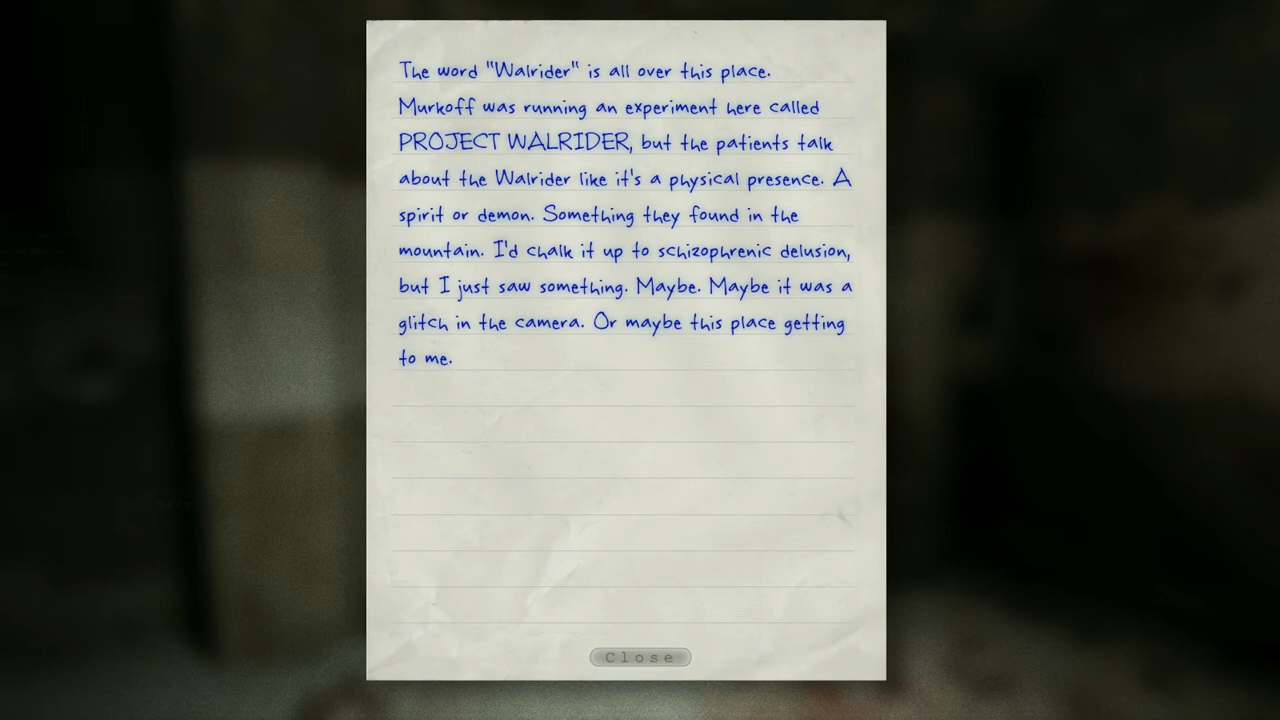 The word "Walrider" is all over this place.
Murkoff was running an experiment here called
PROJECT WALRIDER, but the patients talk
about the Walrider like it's a physical presence. A
spirit or demon. Something they found in the
mountain. I'd chalk it up to schizophrenic delusion,
but I just saw something. Maybe. Maybe it was a
glitch in the camera. Or maybe this place getting
to me.
Close